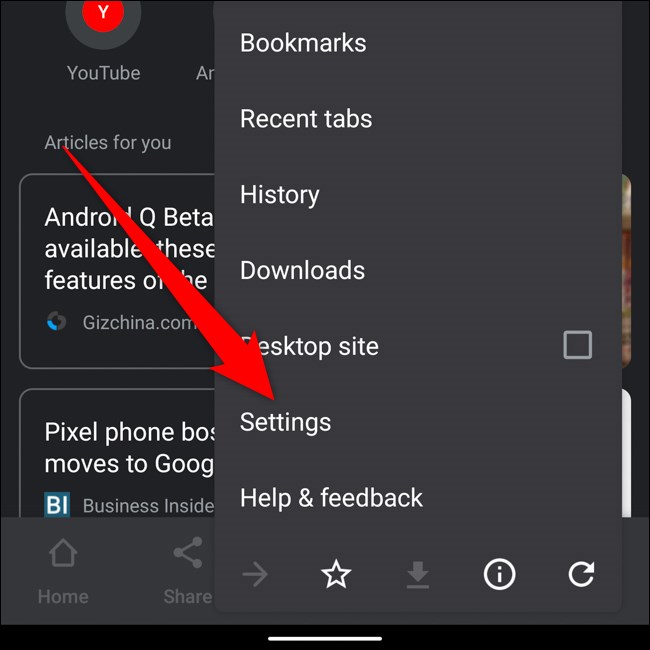 Y
YouTube
Ar
Articles for you
Android Q Beta
available: these
features of the
Gizchina.com
Pixel phone bos
moves to Goog
BI
Business Inside
Home
Share
Bookmarks
Recent tabs
History
Downloads
Desktop site
Settings
Help & feedback